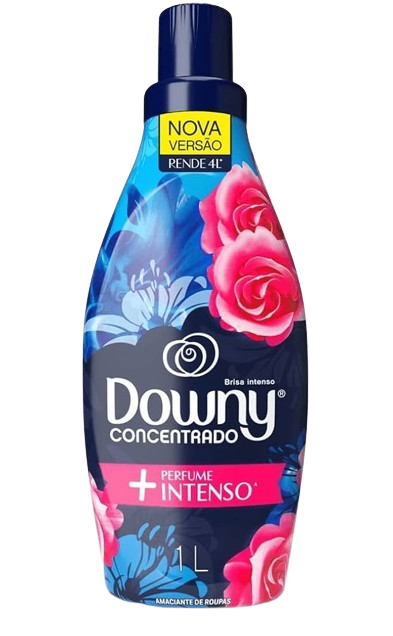 NOVA
VERSÃO
RENDE 4L*
Brisa intenso
Downy®
CONCENTRADO
+ PERFUME
INTENSO^
1 L
AMACIANTE DE ROUPAS